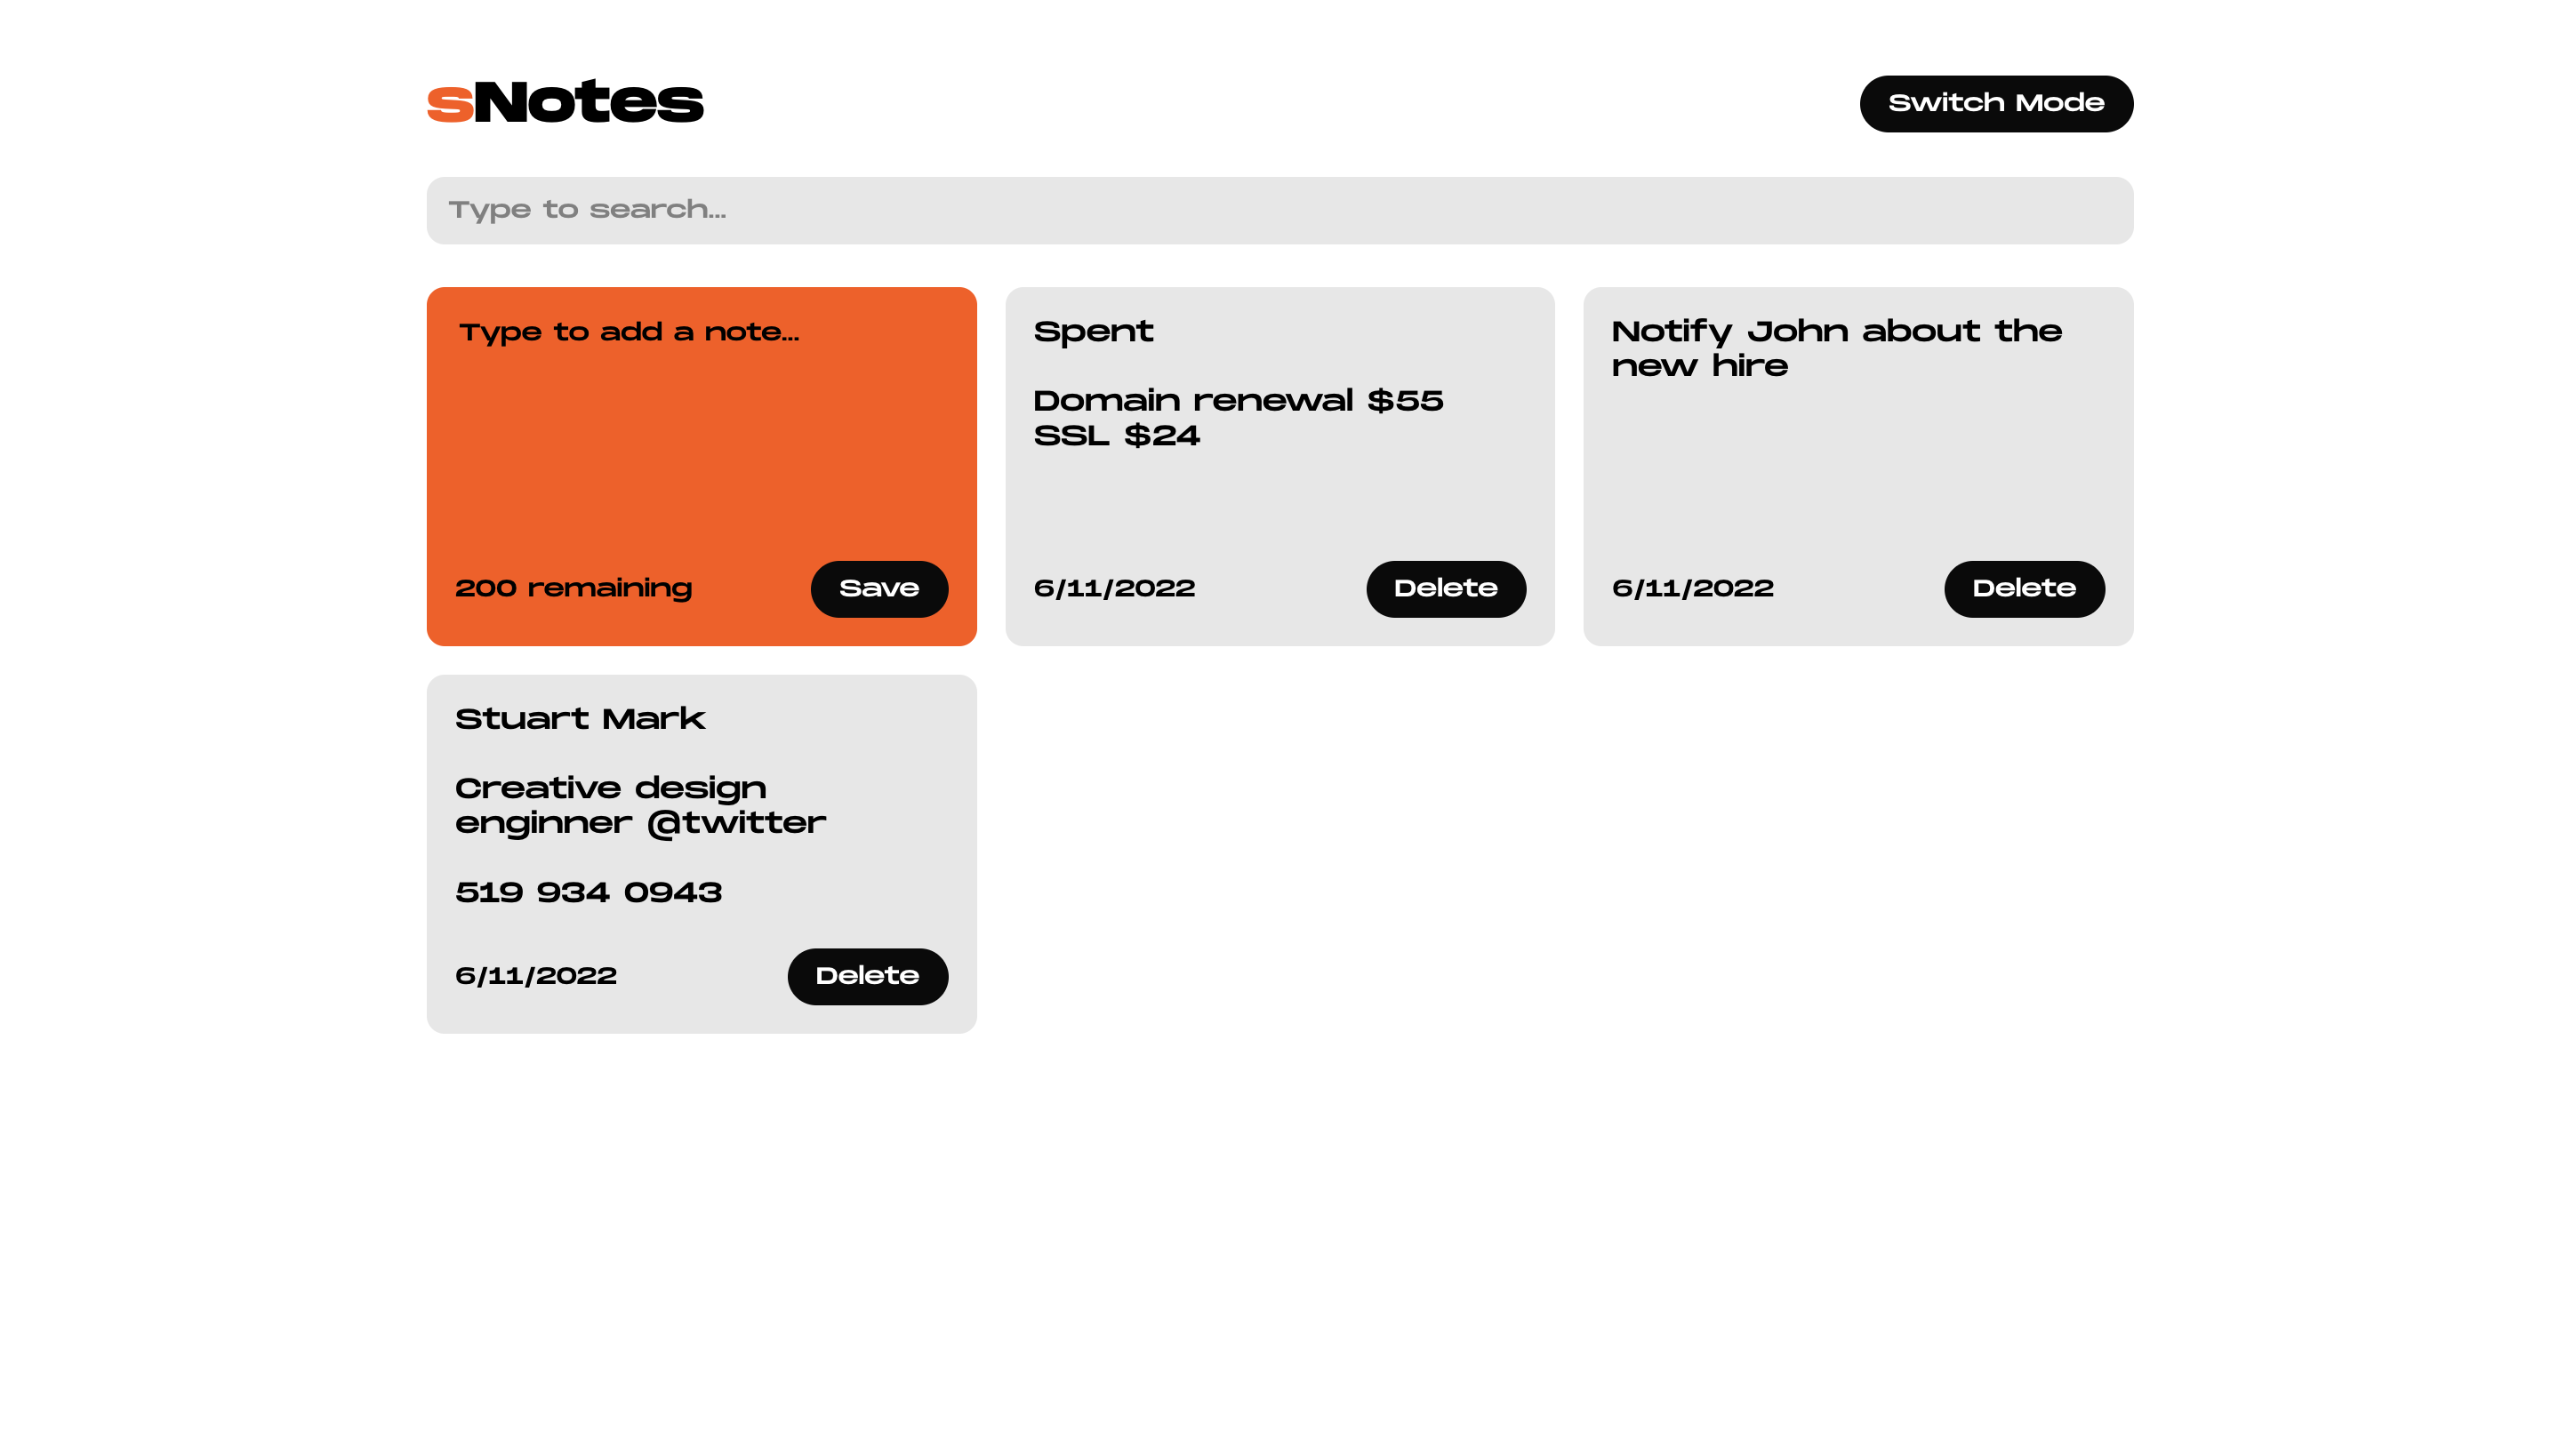 sNotes
Switch Mode
Type to search...
Type to add a note...
200 remaining
Save
Spent
Domain renewal $55
SSL $24
6/11/2022
Delete
Notify John about the
new hire
6/11/2022
Delete
Stuart Mark
Creative design
enginner @twitter
519 934 0943
6/11/2022
Delete